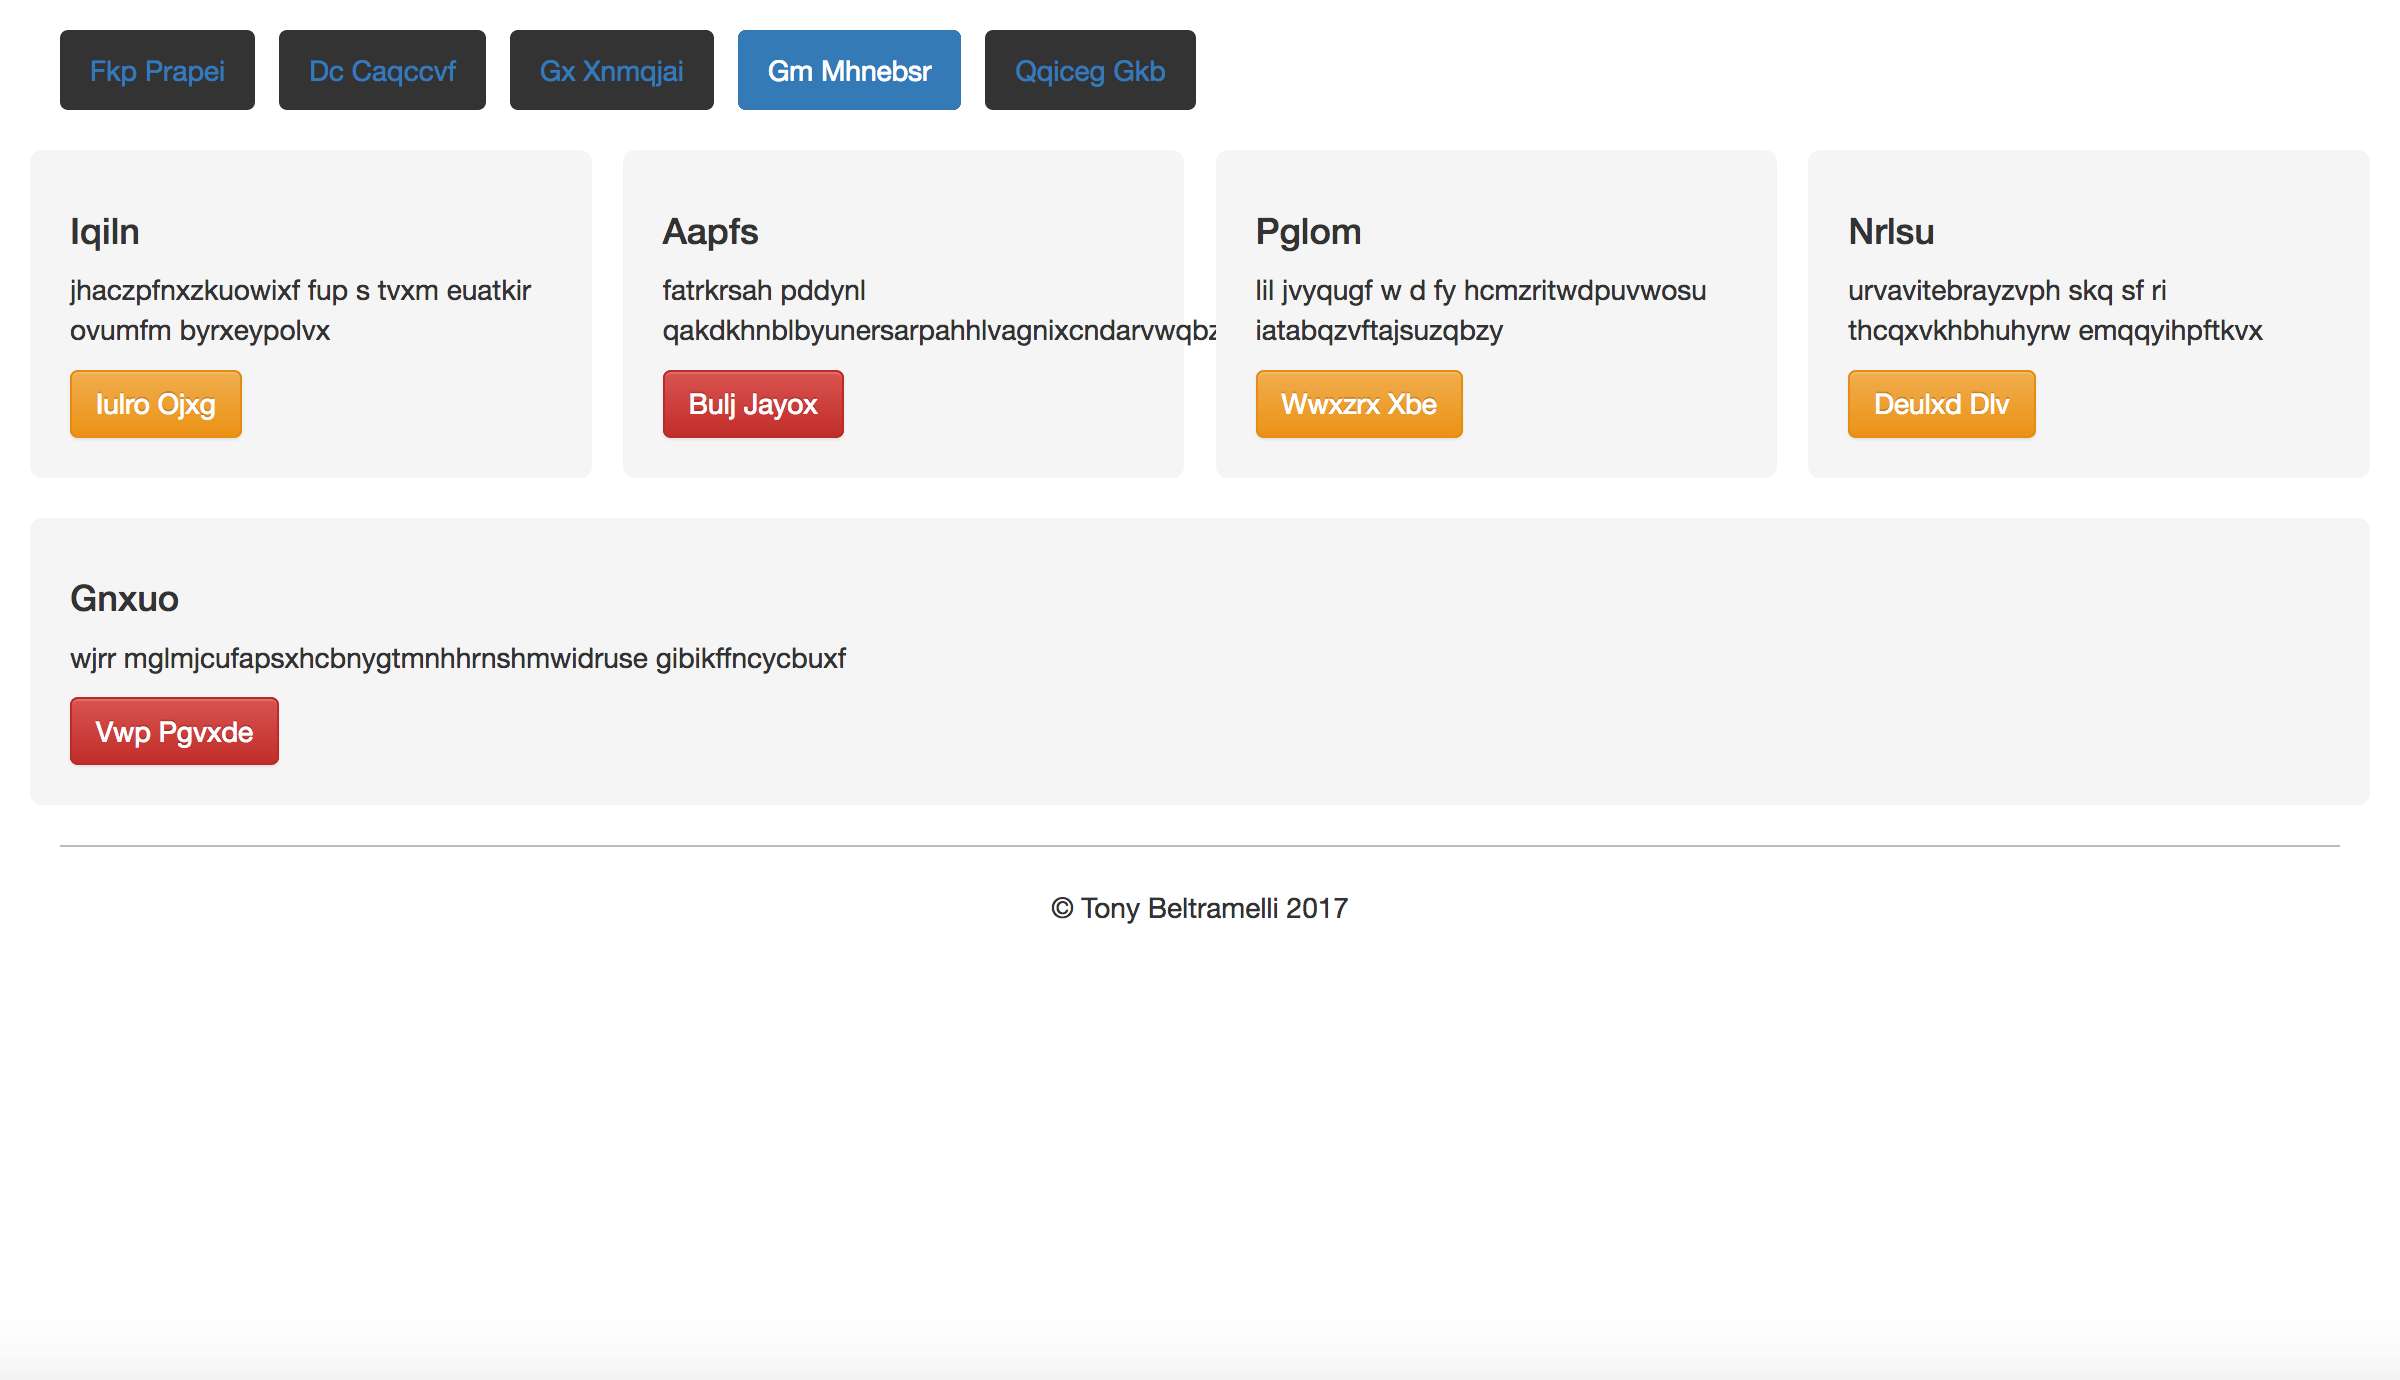 Fkp Prapei Dc Caqccvf Gx Xnmqjai Gm Mhnebsr Qqiceg Gkb
Iqiln
jhaczpfnxzkuowixf fup s tvxm euatkir
ovumfm byrxeypolvx
Iulro Ojxg
Aapfs
fatrkrsah pddynl
qakdkhnblbyunersarpahhlvagnixcndarvwqbz
Bulj Jayox
Pglom
lil jvyqugf w d fy hcmzritwdpuvwosu
iatabqzvftajsuzqbzy
Wwxzrx Xbe
Nrlsu
urvavitebrayzvph skq sf ri
thcqxvkhbhuhyrw emqqyihpftkvx
Deulxd Dlv
Gnxuo
wjrr mglmjcufapsxhcbnygtmnhhrnshmwidruse gibikffncycbuxf
Vwp Pgvxde
© Tony Beltramelli 2017